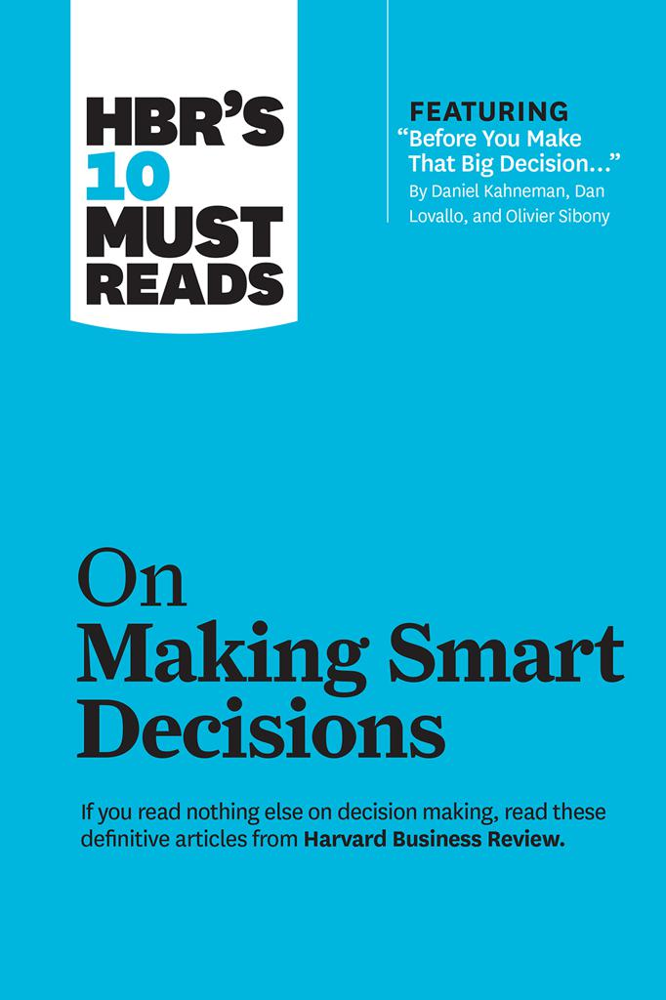 HBR'S
10
MUST
READS
FEATURING
“Before You Make
That Big Decision…”
By Daniel Kahneman, Dan
Lovallo, and Olivier Sibony
On
Making Smart
Decisions
If you read nothing else on decision making, read these
definitive articles from Harvard Business Review.